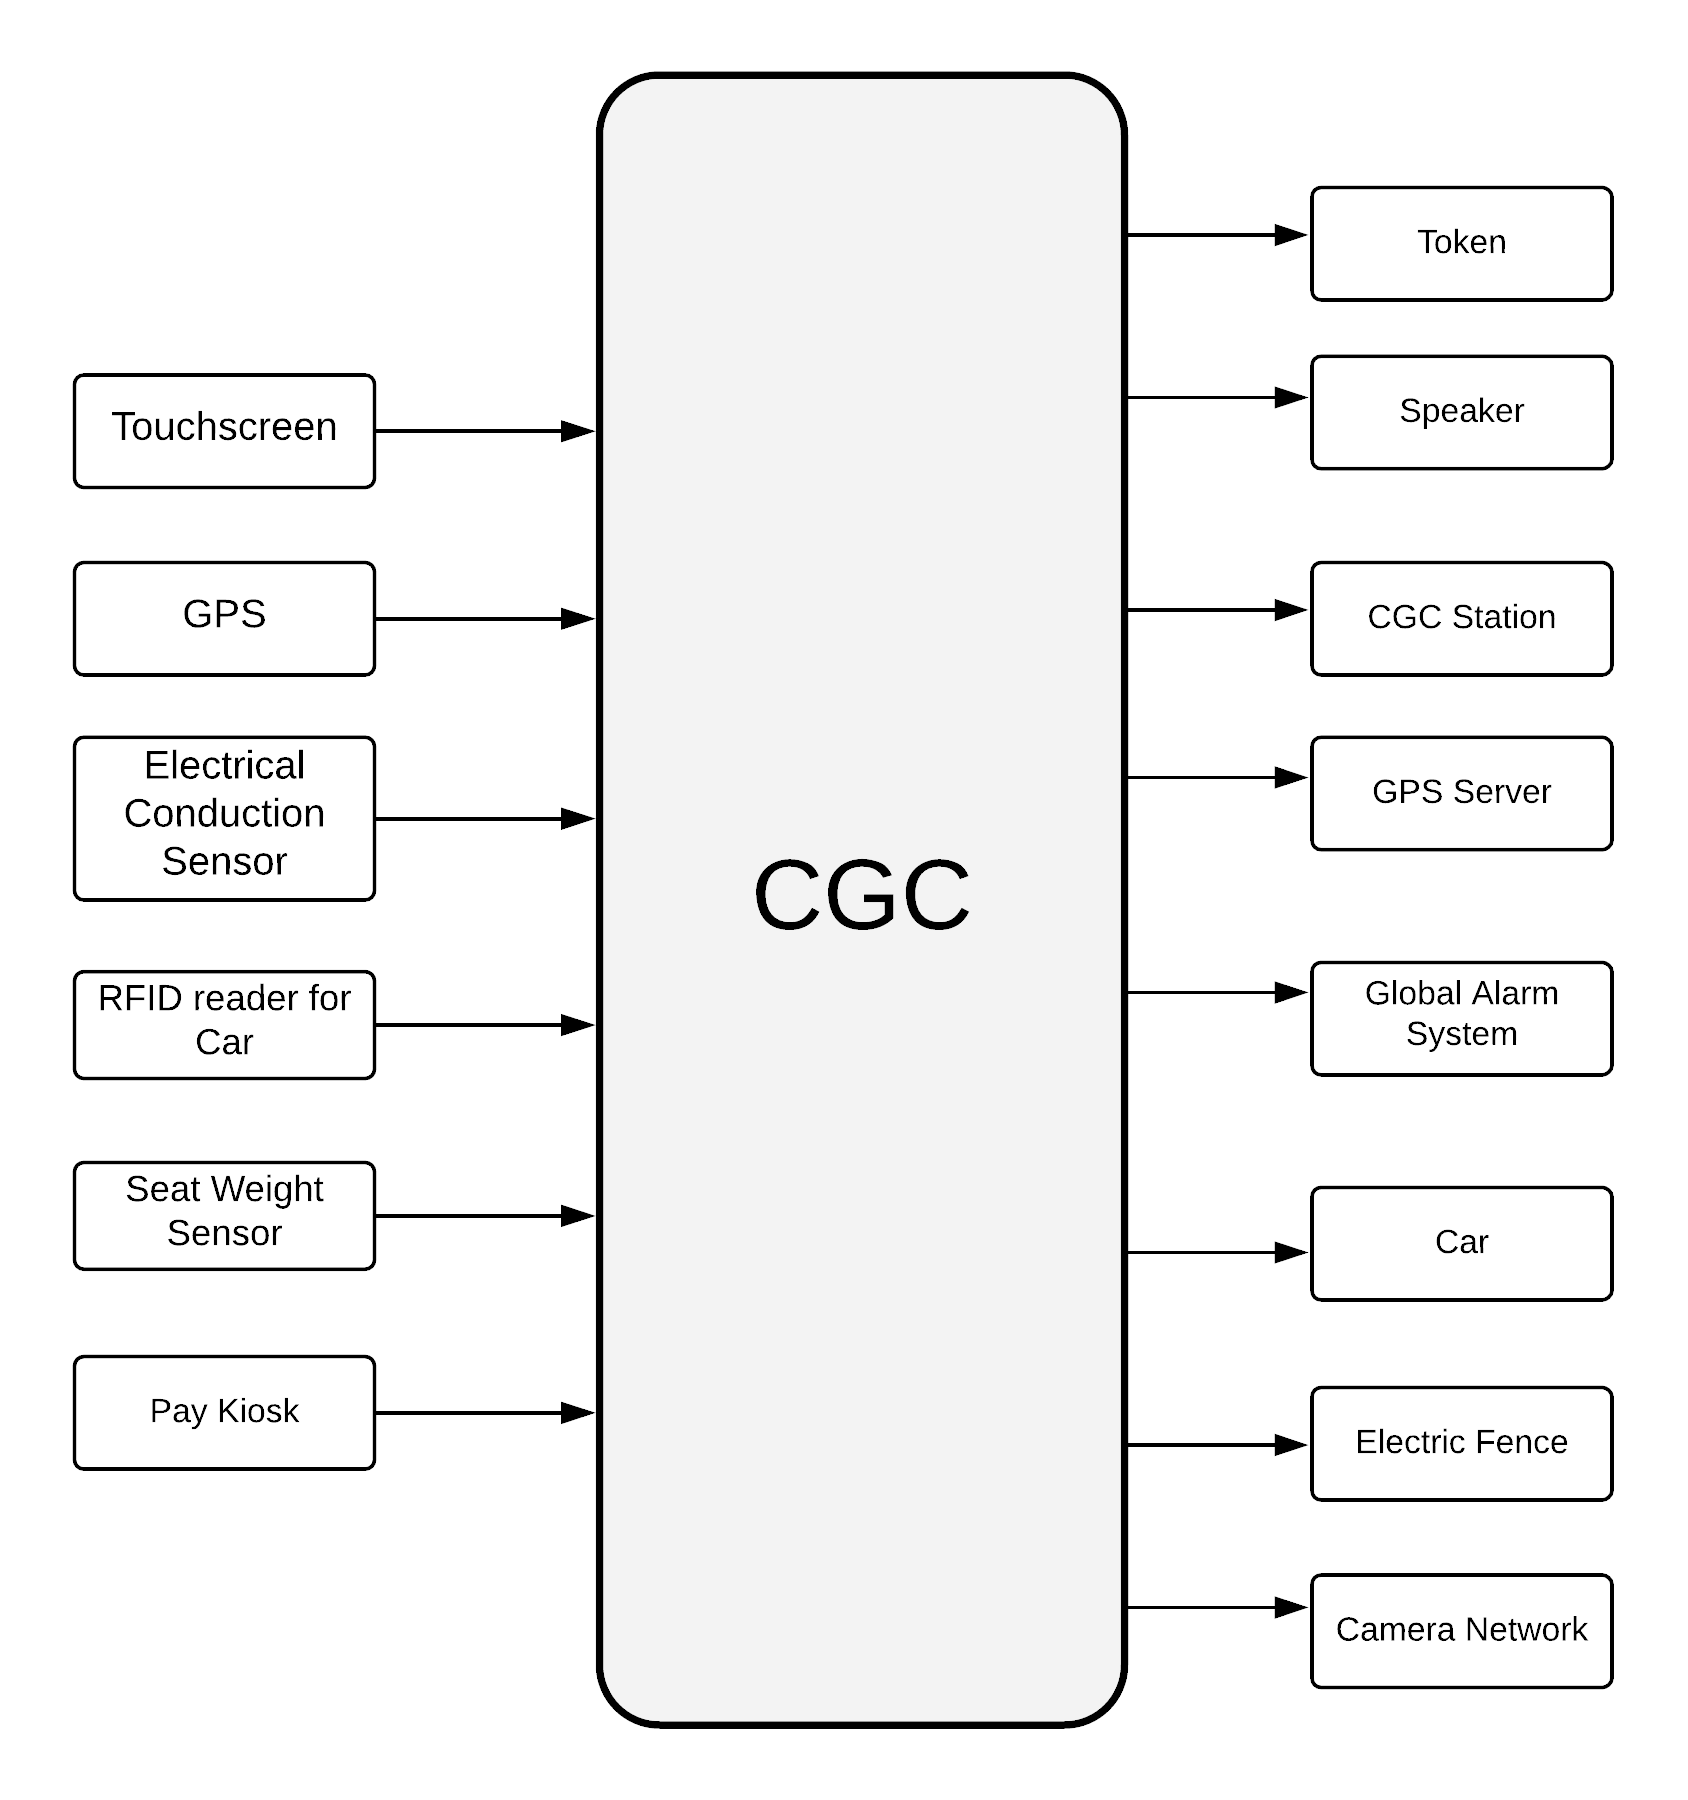 Touchscreen
GPS
Electrical
Conduction
Sensor
RFID reader for
Car
Seat Weight
Sensor
Pay Kiosk
CGC
Token
Speaker
CGC Station
GPS Server
Global Alarm
System
Car
Electric Fence
Camera Network